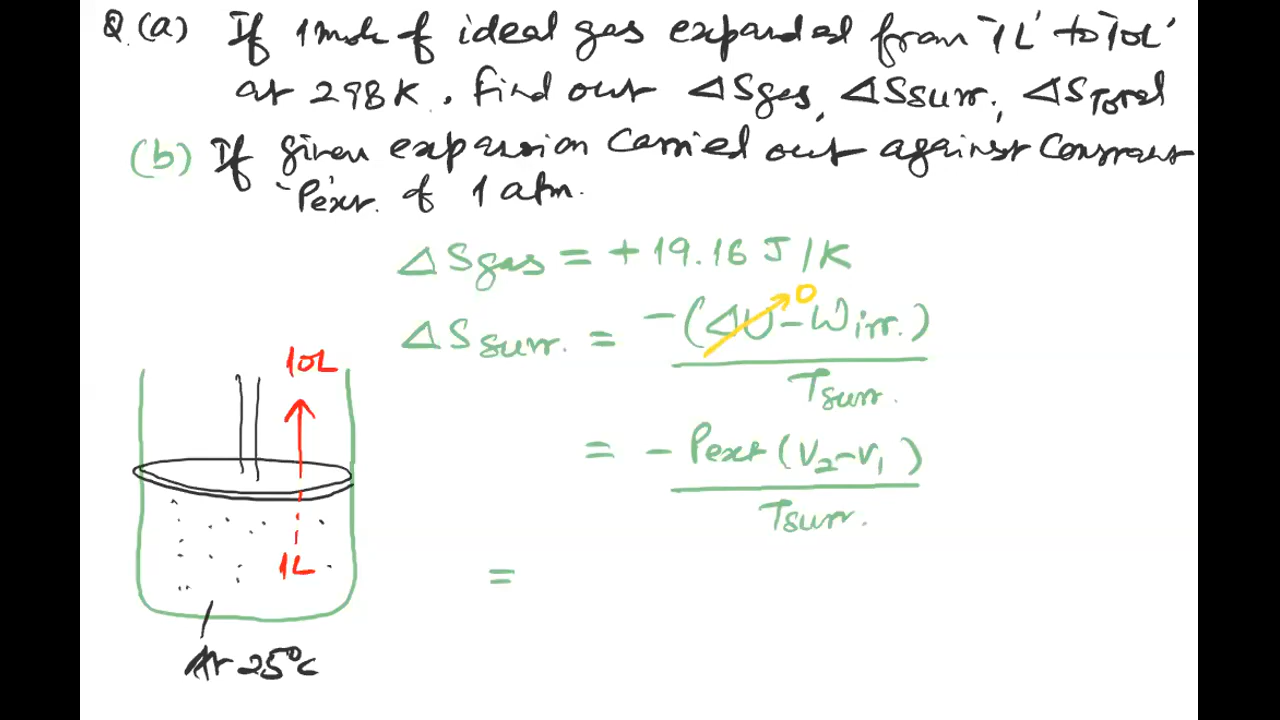 Q.(a) If 1 mole of ideal gas expanded from '1L' to '10L'
at 298K. Find out ΔSgas, ΔSsurr., ΔSTotal
(b) If given expansion carried out against constant
'Pext.' of 1 atm.
ΔSgas = +19.16 J/K
ΔSsurr. = -(ΔU-Wirr.) / Tsurr.
0
= - Pext (V₂-V₁) / Tsurr.
=
10L
1L
At 25°C